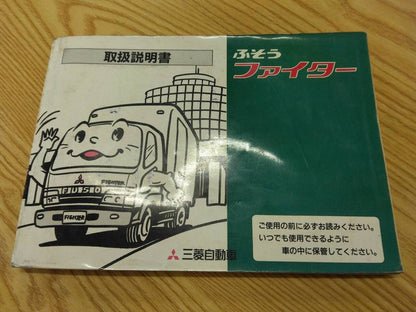 取扱説明書
ふそう
ファイター
FIGHTER
FUSO
FIGHTER
三菱自動車
ご使用の前に必ずお読みください。
いつでも使用できるように
車の中に保管してください。